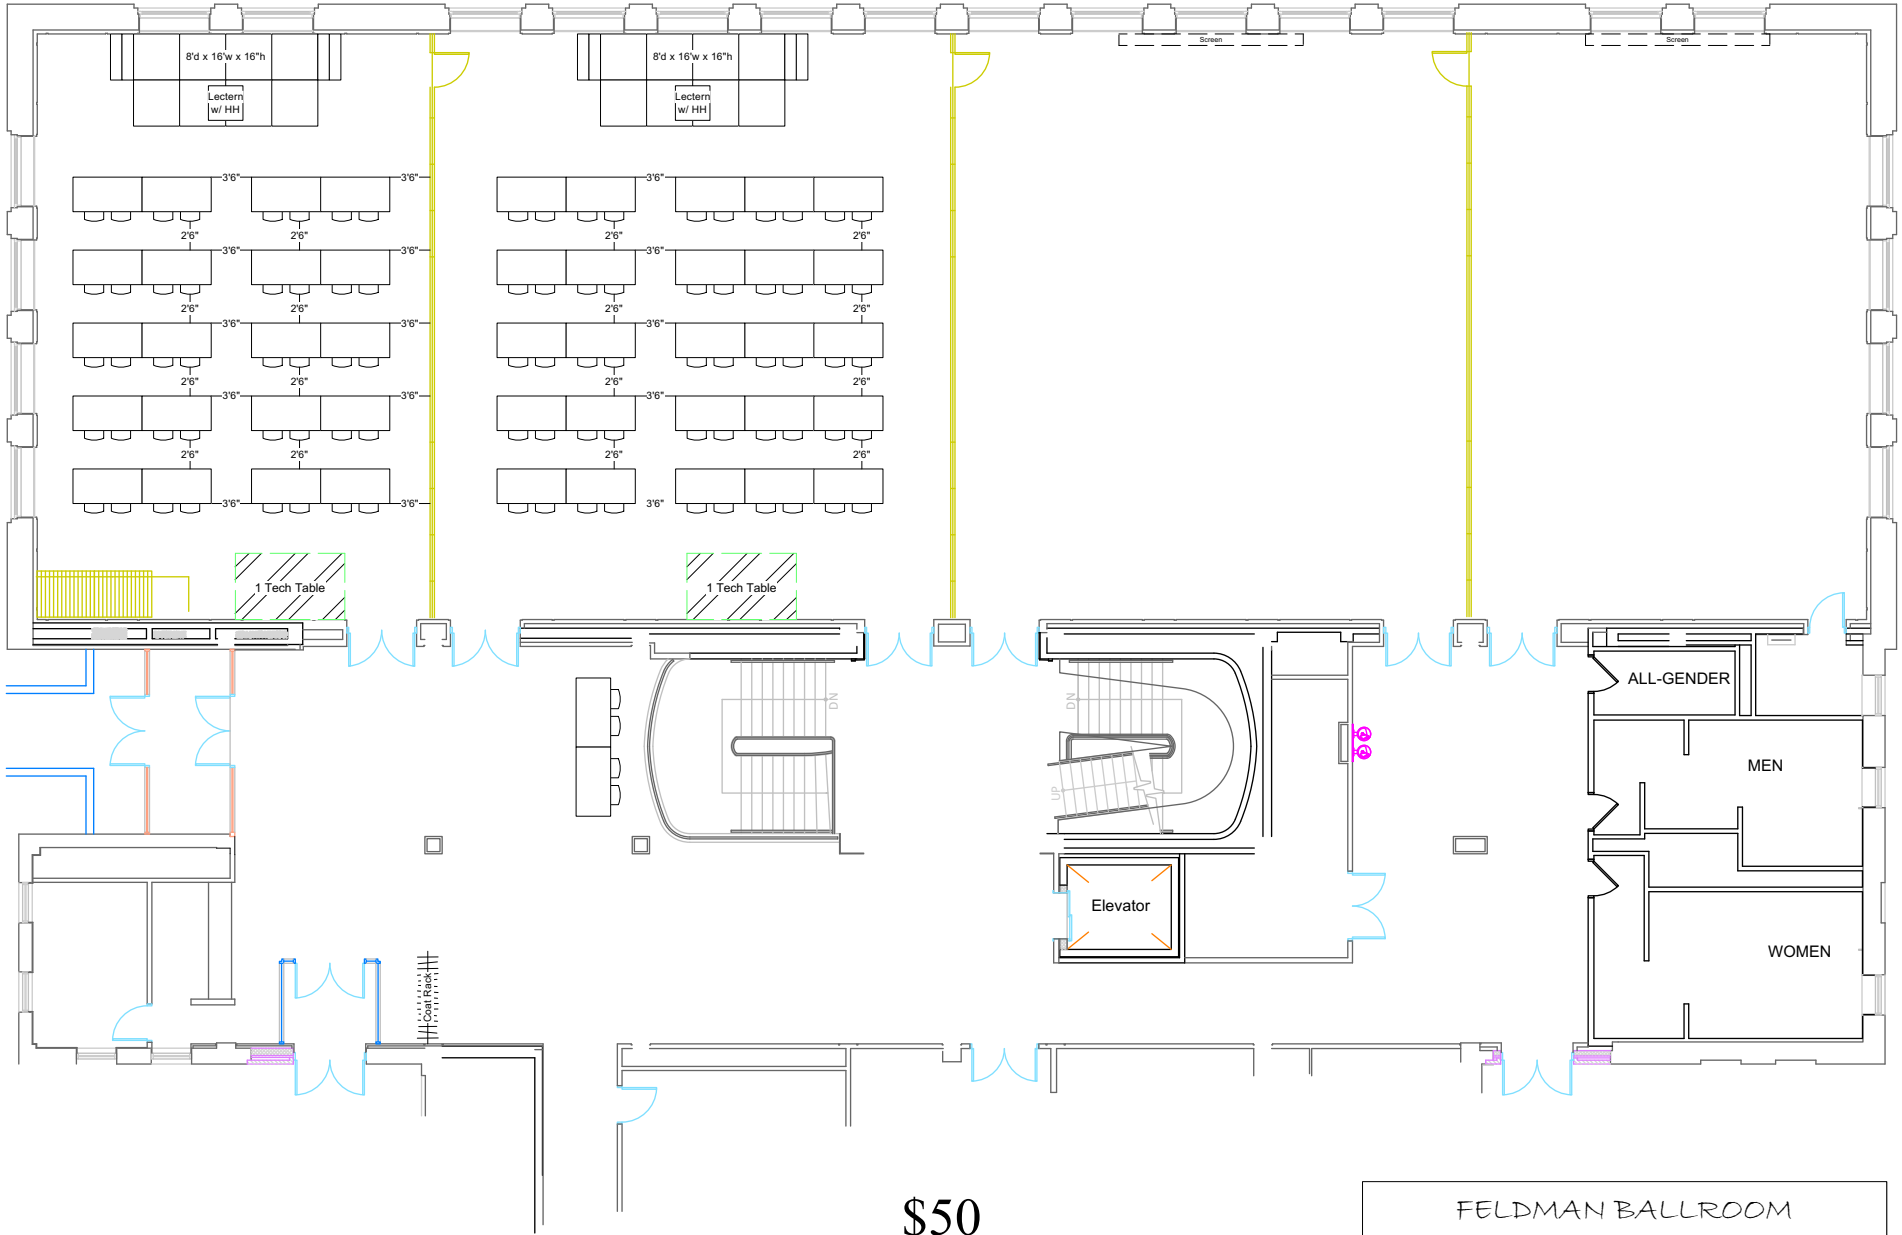 Screen
Screen
8'd x 16'w x 16"h
8'd x 16'w x 16"h
Lectern
w/ HH
Lectern
w/ HH
3'6" 3'6" 3'6"
2'6" 2'6" 2'6" 2'6"
3'6" 3'6" 3'6"
2'6" 2'6" 2'6" 2'6"
3'6" 3'6" 3'6"
2'6" 2'6" 2'6" 2'6"
3'6" 3'6" 3'6"
2'6" 2'6" 2'6" 2'6"
3'6" 3'6" 3'6"
1 Tech Table
1 Tech Table
ALL-GENDER
DN
DN
MEN
UP
Elevator
WOMEN
Coat Rack
$50
FELDMAN BALLROOM